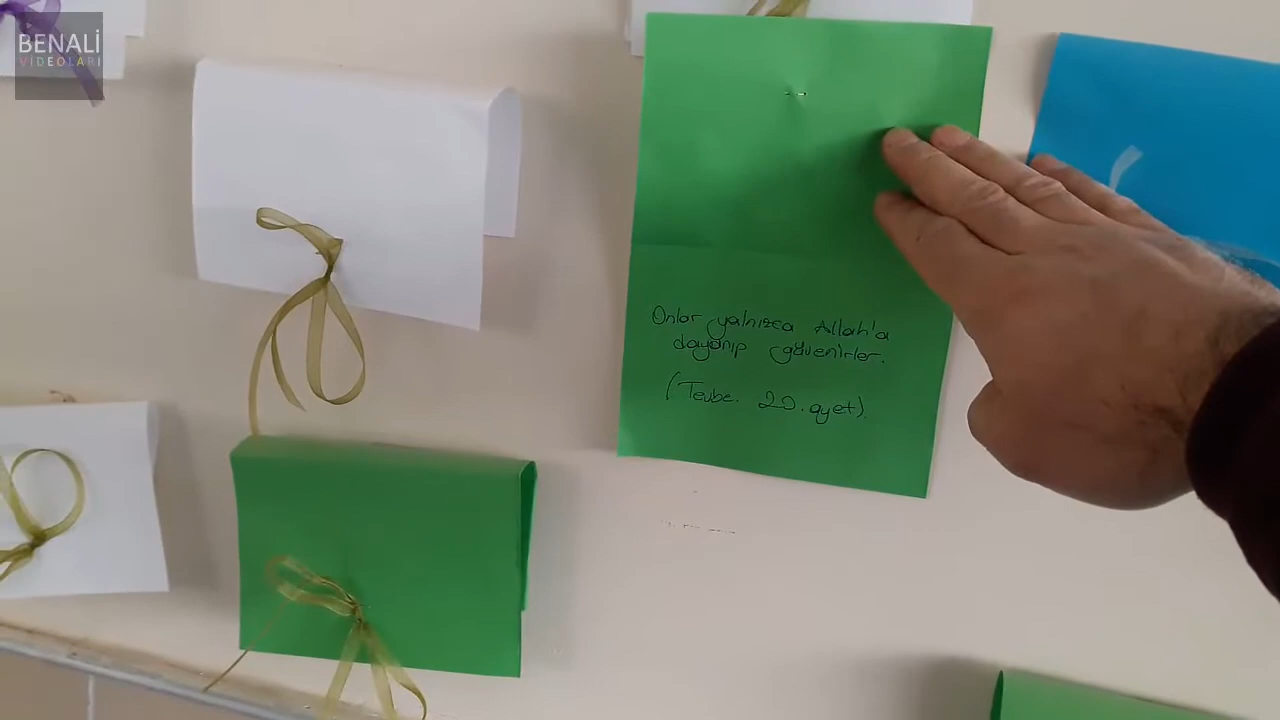 BENALİ
VİDEOLARI
Onlar yalnızca Allah'a
dayanıp güvenirler.
(Tevbe. 20. ayet).